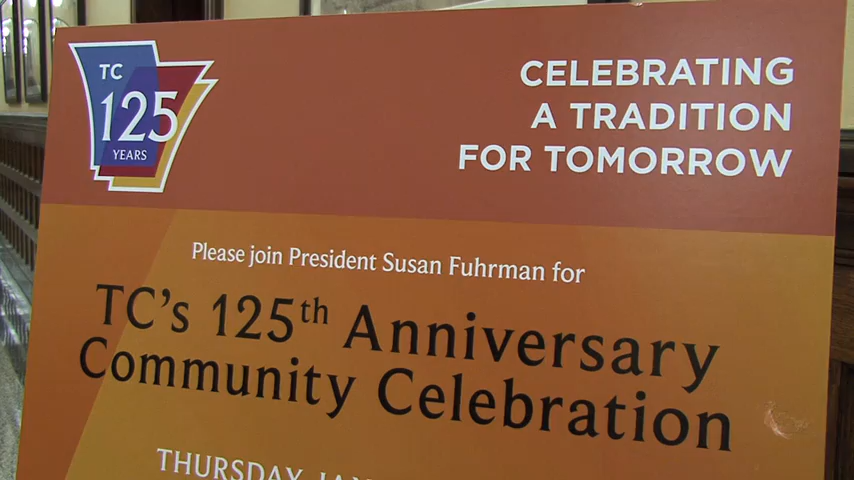 TC
125
YEARS
CELEBRATING
A TRADITION
FOR TOMORROW
Please join President Susan Fuhrman for
TC's 125th Anniversary
Community Celebration
THURSDAY,